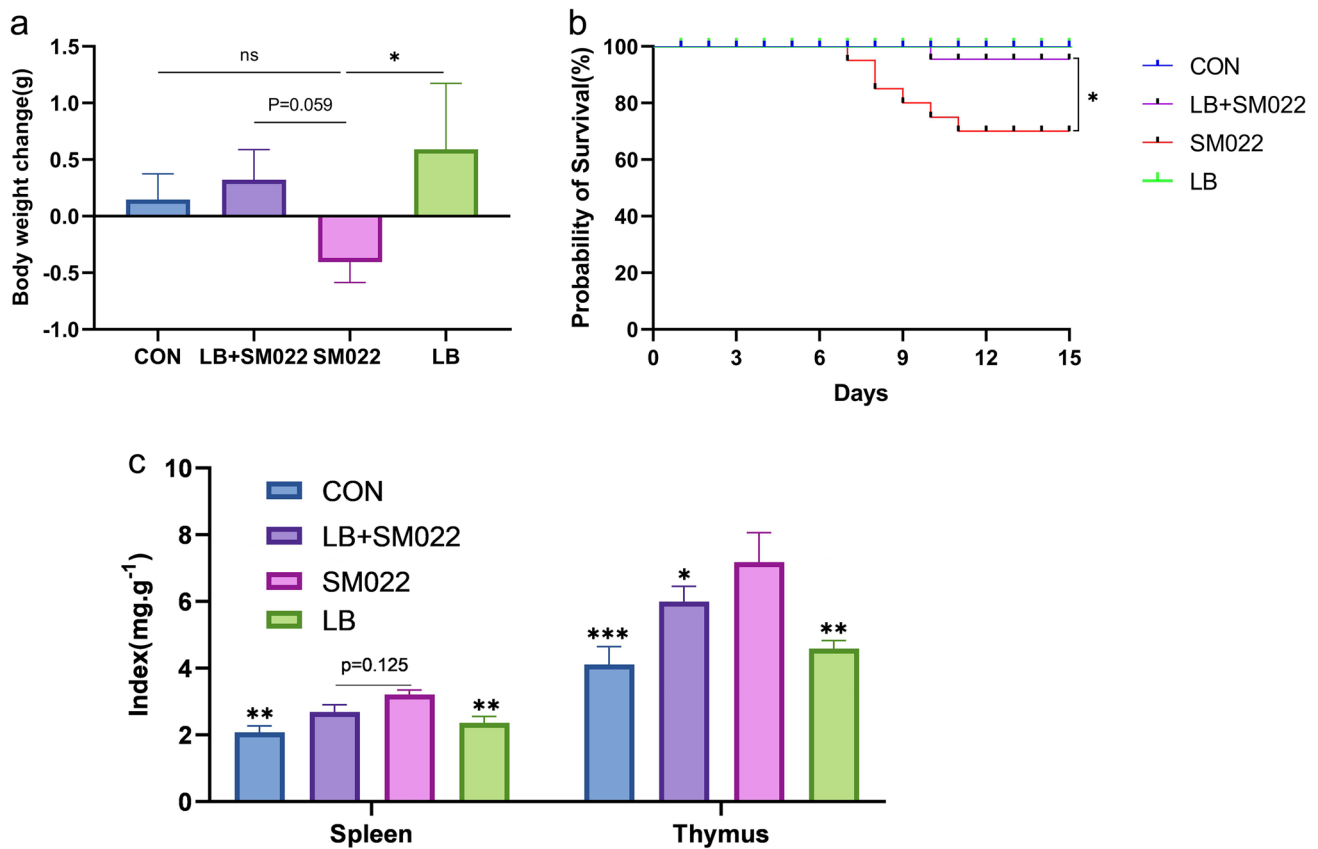 a
Body weight change(g)
1.5
1.0
0.5
0.0
-0.5
-1.0
ns
*
P=0.059
CON LB+SM022 SM022 LB
b
Probability of Survival(%)
100
80
60
40
20
0
0 3 6 9 12 15
Days
*
CON
LB+SM022
SM022
LB
c
Index(mg.g-1)
10
8
6
4
2
0
CON
LB+SM022
SM022
LB
** p=0.125 **
*** * **
Spleen Thymus